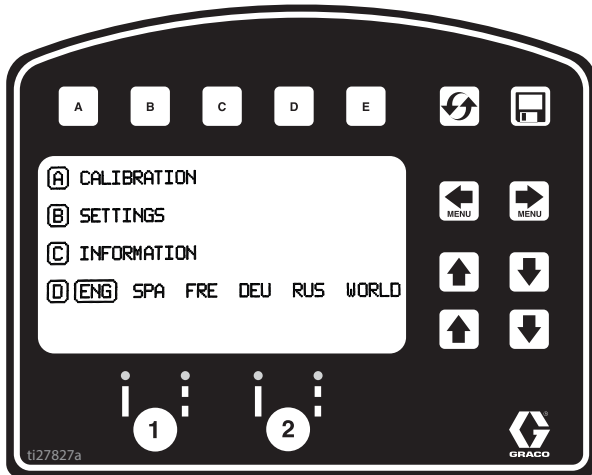 A B C D E
A CALIBRATION
MENU MENU
B SETTINGS
C INFORMATION
D ENG SPA FRE DEU RUS WORLD
1 2
ti27827a
GRACO